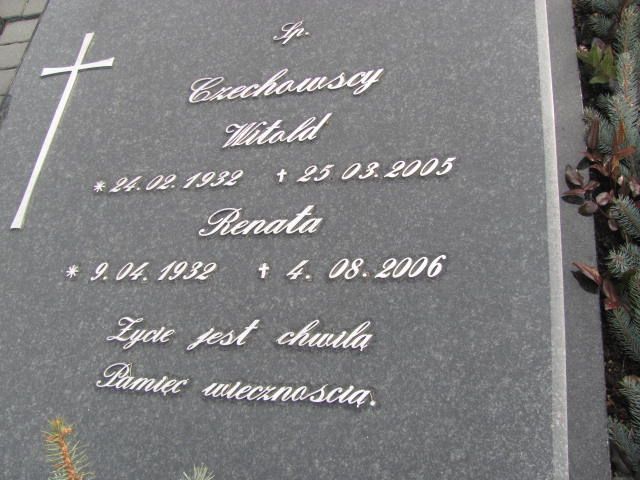 Śp.
Czechowscy
Witold
* 24.02.1932 † 25.03.2005
Renata
* 9.04.1932 † 4.08.2006
Życie jest chwilą
Pamięć wiecznością.